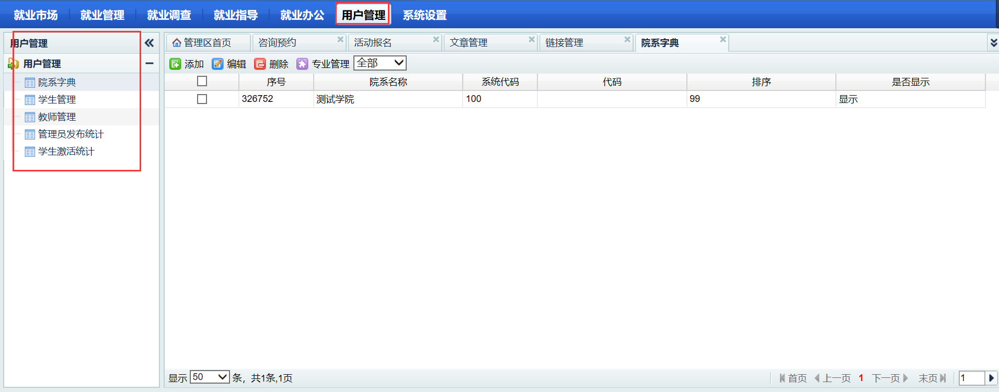 就业市场 就业管理 就业调查 就业指导 就业办公 用户管理 系统设置
用户管理
用户管理
院系字典
学生管理
教师管理
管理员发布统计
学生激活统计
管理区首页 咨询预约 活动报名 文章管理 链接管理 院系字典
添加 编辑 删除 专业管理 全部
序号 院系名称 系统代码 代码 排序 是否显示
326752 测试学院 100 99 显示
显示 50 条，共1条,1页 首页 上一页 1 下一页 末页 1